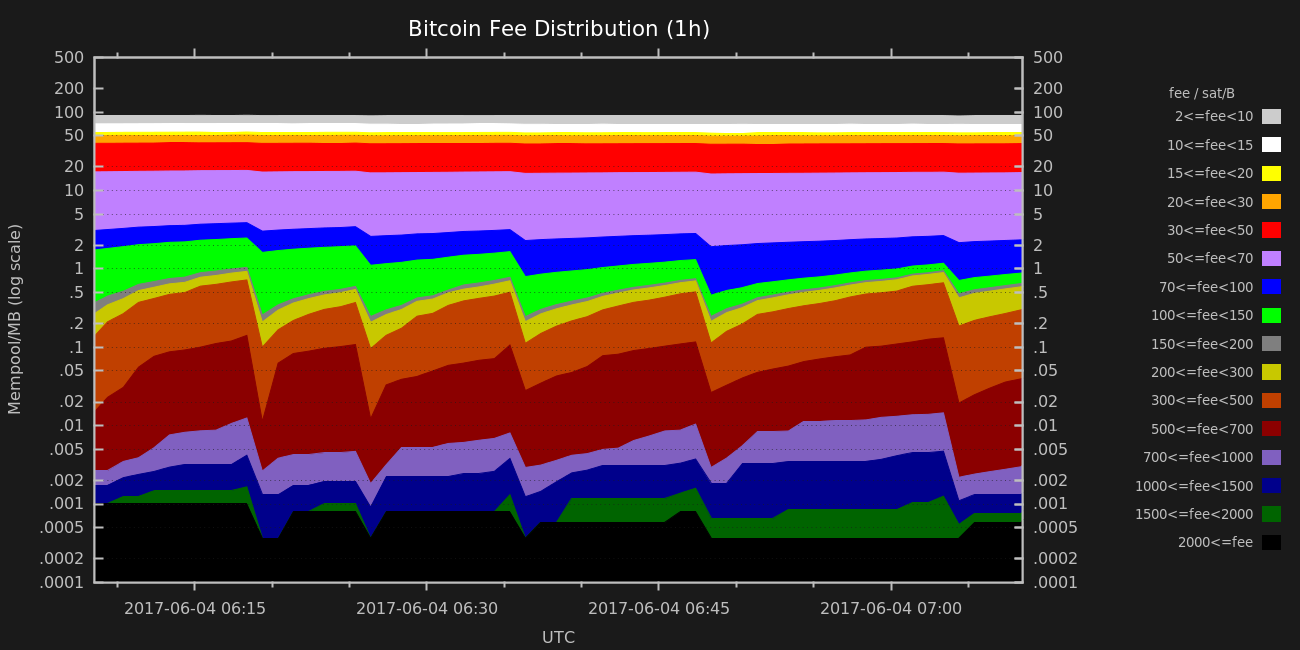 Bitcoin Fee Distribution (1h)
Mempool/MB (log scale)
500
200
100
50
20
10
5
2
1
.5
.2
.1
.05
.02
.01
.005
.002
.001
.0005
.0002
.0001
500
200
100
50
20
10
5
2
1
.5
.2
.1
.05
.02
.01
.005
.002
.001
.0005
.0002
.0001
fee / sat/B
2<=fee<10
10<=fee<15
15<=fee<20
20<=fee<30
30<=fee<50
50<=fee<70
70<=fee<100
100<=fee<150
150<=fee<200
200<=fee<300
300<=fee<500
500<=fee<700
700<=fee<1000
1000<=fee<1500
1500<=fee<2000
2000<=fee
2017-06-04 06:15
2017-06-04 06:30
2017-06-04 06:45
2017-06-04 07:00
UTC